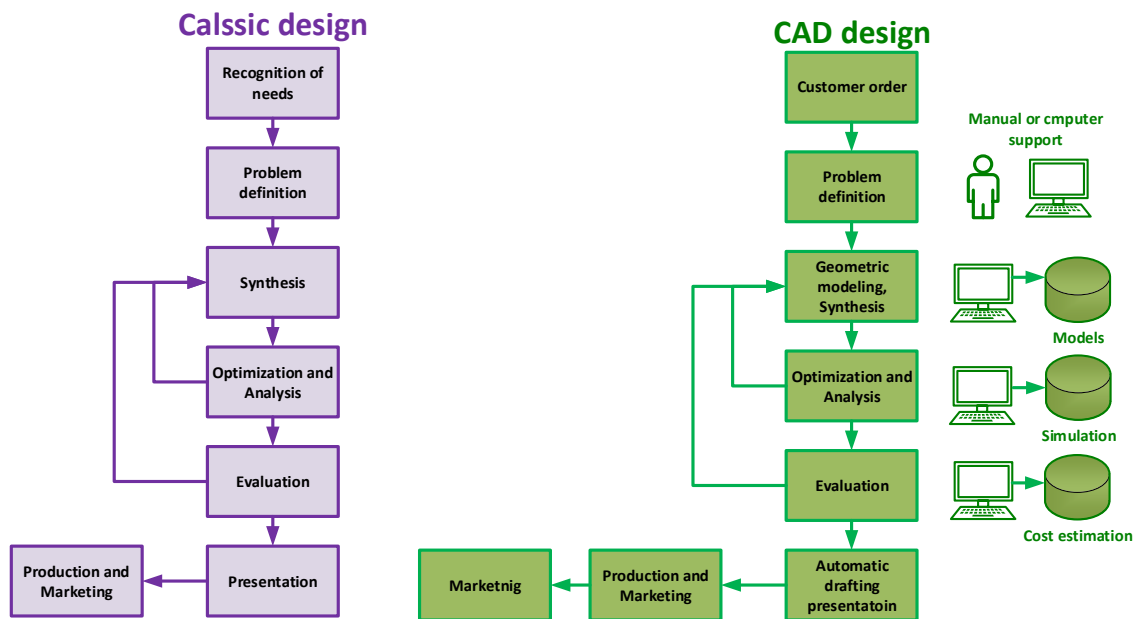 Calssic design
Recognition of
needs
Problem
definition
Synthesis
Optimization and
Analysis
Evaluation
Presentation
Production and
Marketing
CAD design
Customer order
Problem
definition
Geometric
modeling,
Synthesis
Optimization and
Analysis
Evaluation
Automatic
drafting
presentatoin
Production and
Marketing
Marketnig
Manual or cmputer
support
Models
Simulation
Cost estimation